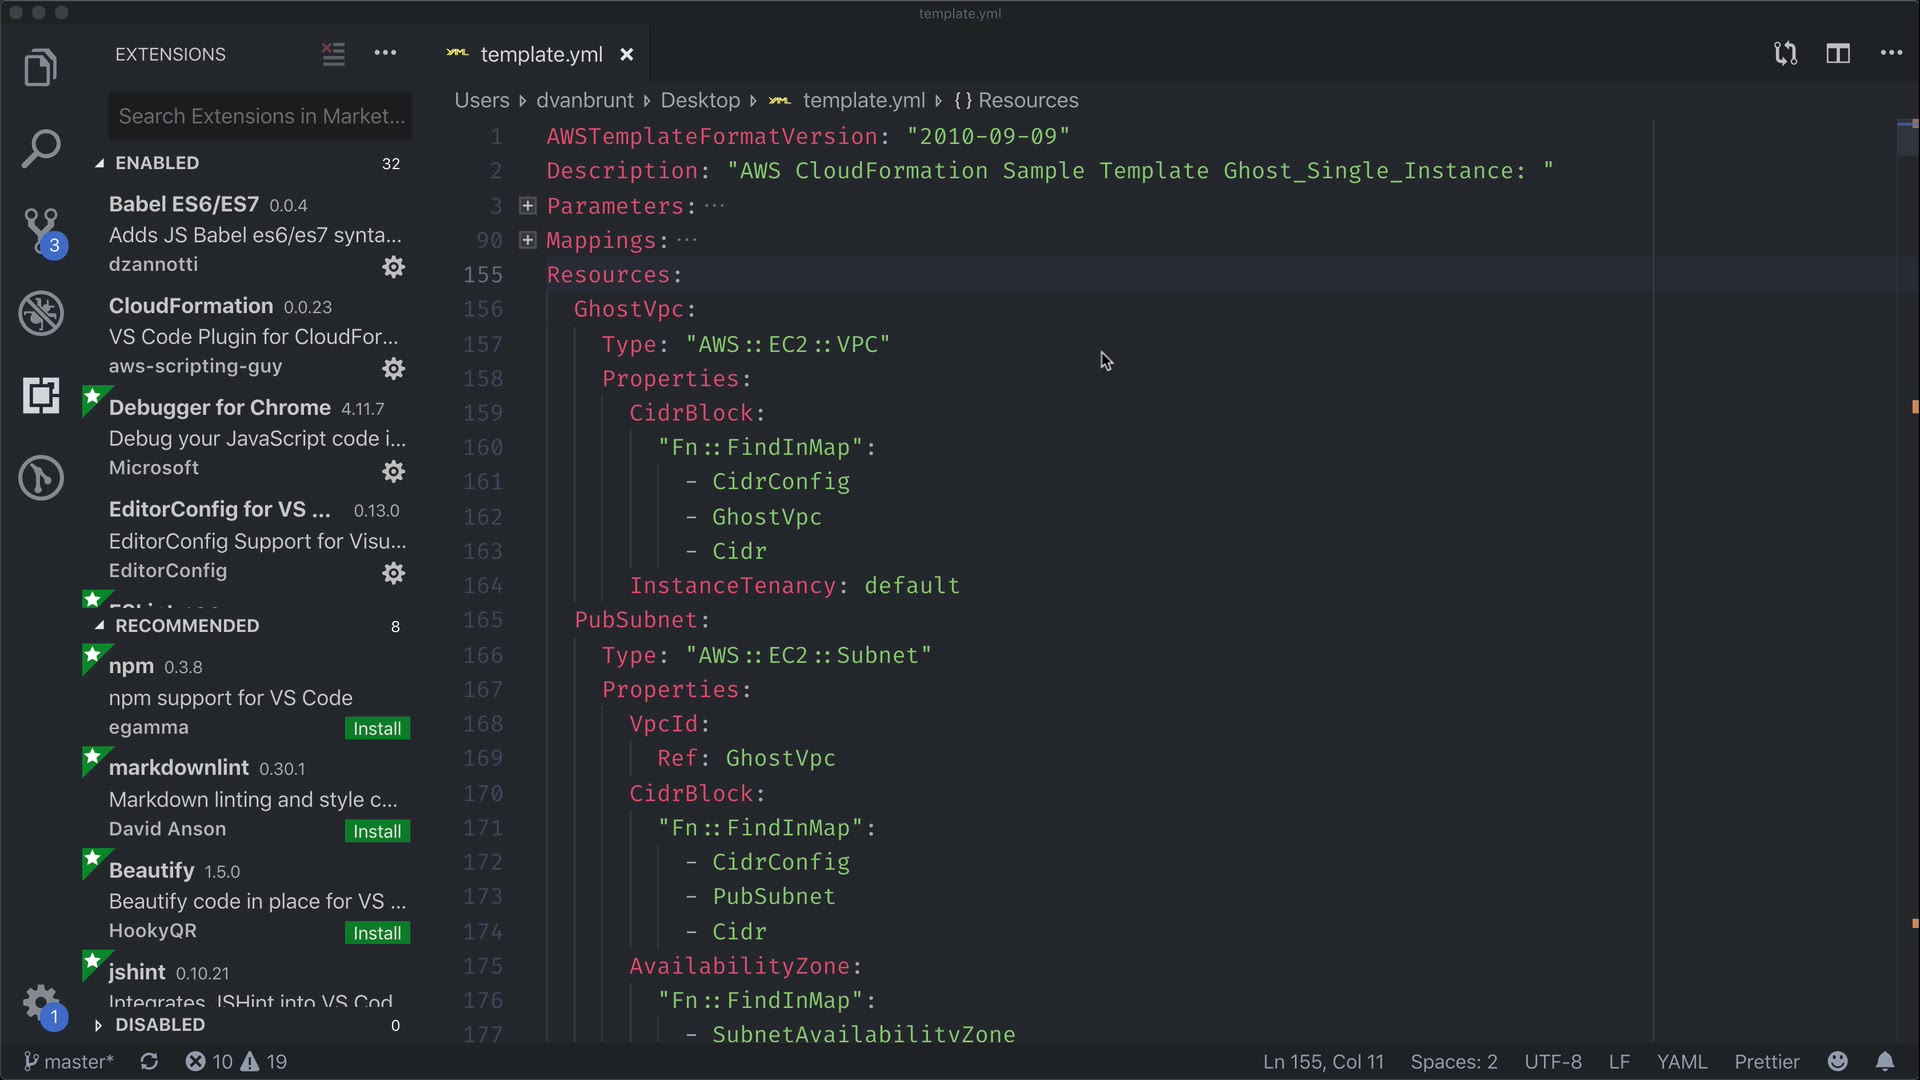 template.yml
EXTENSIONS
Search Extensions in Market...
ENABLED 32
Babel ES6/ES7 0.0.4
Adds JS Babel es6/es7 synta...
dzannotti
CloudFormation 0.0.23
VS Code Plugin for CloudFor...
aws-scripting-guy
Debugger for Chrome 4.11.7
Debug your JavaScript code i...
Microsoft
EditorConfig for VS ... 0.13.0
EditorConfig Support for Visu...
EditorConfig
RECOMMENDED 8
npm 0.3.8
npm support for VS Code
egamma Install
markdownlint 0.30.1
Markdown linting and style c...
David Anson Install
Beautify 1.5.0
Beautify code in place for VS ...
HookyQR Install
jshint 0.10.21
Integrates JSHint into VS Cod
DISABLED 0
3
1
YAML template.yml
Users dvanbrunt Desktop YAML template.yml {} Resources
1 AWSTemplateFormatVersion: "2010-09-09"
2 Description: "AWS CloudFormation Sample Template Ghost_Single_Instance: "
3 Parameters: ...
90 Mappings: ...
155 Resources:
156 GhostVpc:
157 Type: "AWS::EC2::VPC"
158 Properties:
159 CidrBlock:
160 "Fn::FindInMap":
161 - CidrConfig
162 - GhostVpc
163 - Cidr
164 InstanceTenancy: default
165 PubSubnet:
166 Type: "AWS::EC2::Subnet"
167 Properties:
168 VpcId:
169 Ref: GhostVpc
170 CidrBlock:
171 "Fn::FindInMap":
172 - CidrConfig
173 - PubSubnet
174 - Cidr
175 AvailabilityZone:
176 "Fn::FindInMap":
177 - SubnetAvailabilityZone
master* 10 19 Ln 155, Col 11 Spaces: 2 UTF-8 LF YAML Prettier